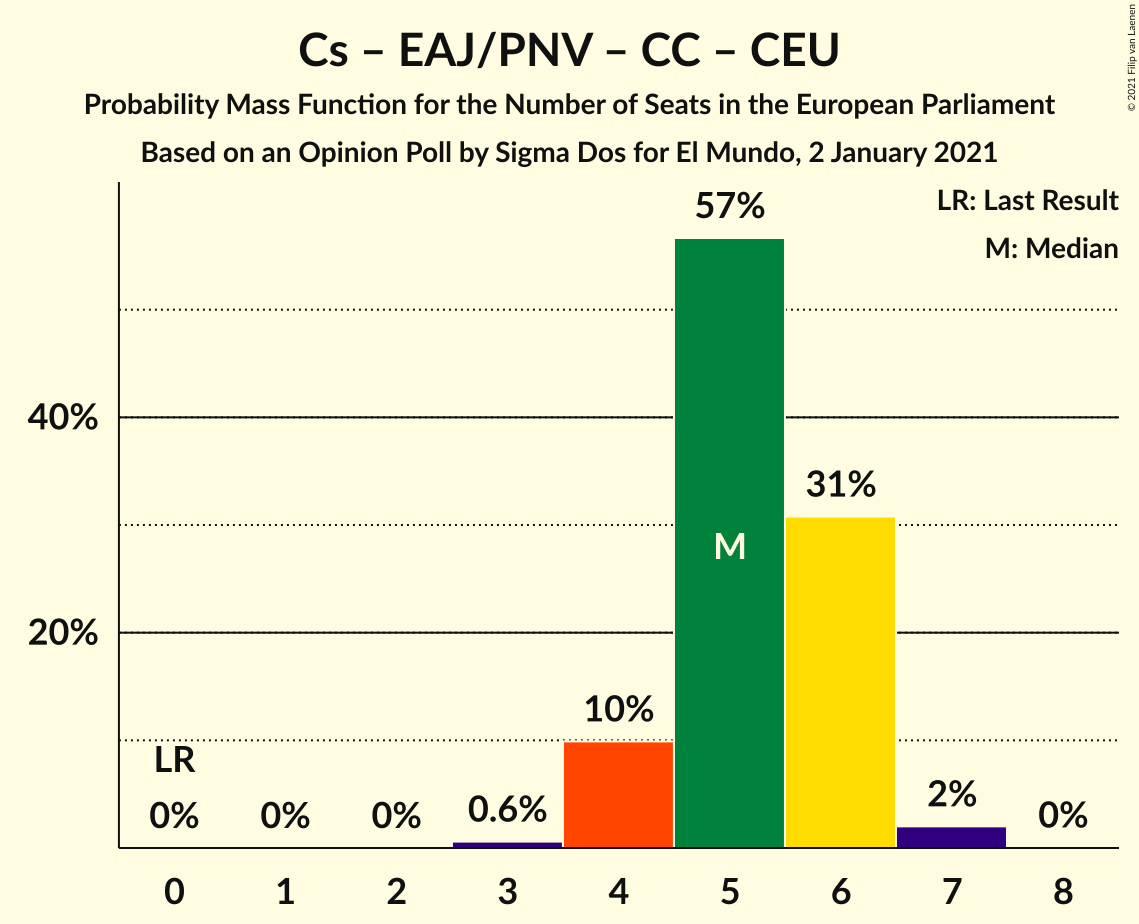 Cs – EAJ/PNV – CC – CEU
Probability Mass Function for the Number of Seats in the European Parliament
Based on an Opinion Poll by Sigma Dos for El Mundo, 2 January 2021
© 2021 Filip van Laenen
LR: Last Result
M: Median
57%
40%
31%
M
20%
10%
LR
0%
0%
0%
0.6%
2%
0%
0 1 2 3 4 5 6 7 8